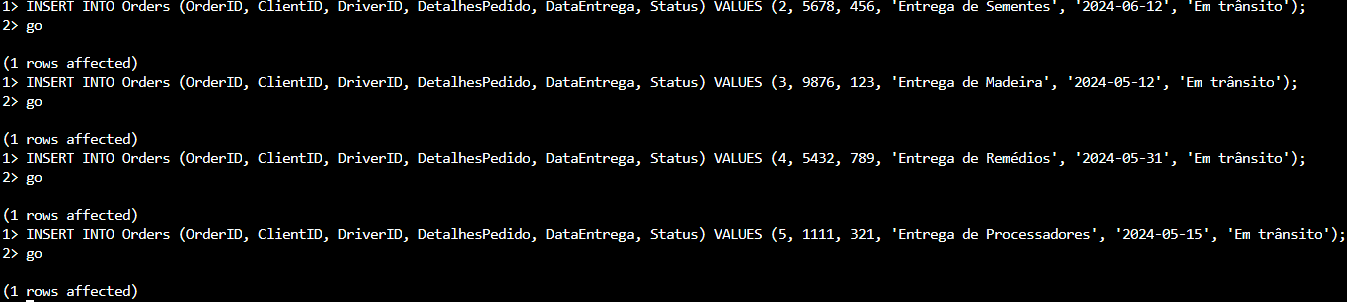 1> INSERT INTO Orders (OrderID, ClientID, DriverID, DetalhesPedido, DataEntrega, Status) VALUES (2, 5678, 456, 'Entrega de Sementes', '2024-06-12', 'Em trânsito');
2> go
(1 rows affected)
1> INSERT INTO Orders (OrderID, ClientID, DriverID, DetalhesPedido, DataEntrega, Status) VALUES (3, 9876, 123, 'Entrega de Madeira', '2024-05-12', 'Em trânsito');
2> go
(1 rows affected)
1> INSERT INTO Orders (OrderID, ClientID, DriverID, DetalhesPedido, DataEntrega, Status) VALUES (4, 5432, 789, 'Entrega de Remédios', '2024-05-31', 'Em trânsito');
2> go
(1 rows affected)
1> INSERT INTO Orders (OrderID, ClientID, DriverID, DetalhesPedido, DataEntrega, Status) VALUES (5, 1111, 321, 'Entrega de Processadores', '2024-05-15', 'Em trânsito');
2> go
(1 rows affected)